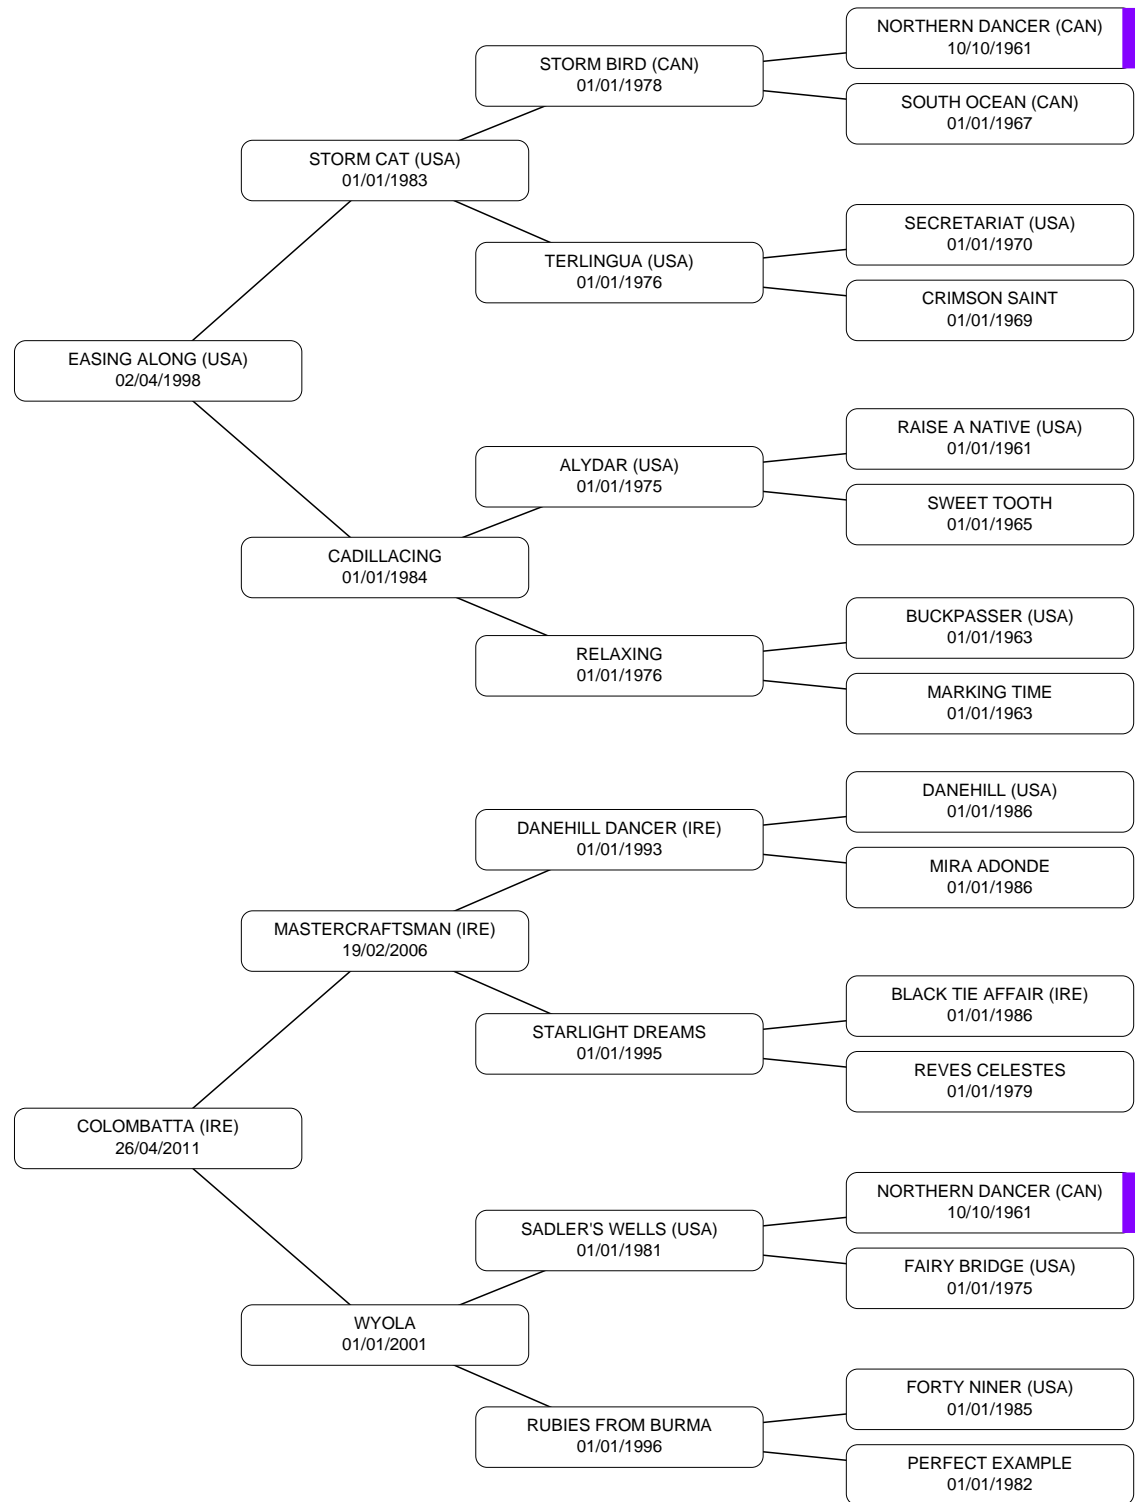 NORTHERN DANCER (CAN)
10/10/1961
STORM BIRD (CAN)
01/01/1978
SOUTH OCEAN (CAN)
01/01/1967
STORM CAT (USA)
01/01/1983
SECRETARIAT (USA)
01/01/1970
TERLINGUA (USA)
01/01/1976
CRIMSON SAINT
01/01/1969
EASING ALONG (USA)
02/04/1998
RAISE A NATIVE (USA)
01/01/1961
ALYDAR (USA)
01/01/1975
SWEET TOOTH
01/01/1965
CADILLACING
01/01/1984
BUCKPASSER (USA)
01/01/1963
RELAXING
01/01/1976
MARKING TIME
01/01/1963
DANEHILL (USA)
01/01/1986
DANEHILL DANCER (IRE)
01/01/1993
MIRA ADONDE
01/01/1986
MASTERCRAFTSMAN (IRE)
19/02/2006
BLACK TIE AFFAIR (IRE)
01/01/1986
STARLIGHT DREAMS
01/01/1995
REVES CELESTES
01/01/1979
COLOMBATTA (IRE)
26/04/2011
NORTHERN DANCER (CAN)
10/10/1961
SADLER'S WELLS (USA)
01/01/1981
FAIRY BRIDGE (USA)
01/01/1975
WYOLA
01/01/2001
FORTY NINER (USA)
01/01/1985
RUBIES FROM BURMA
01/01/1996
PERFECT EXAMPLE
01/01/1982